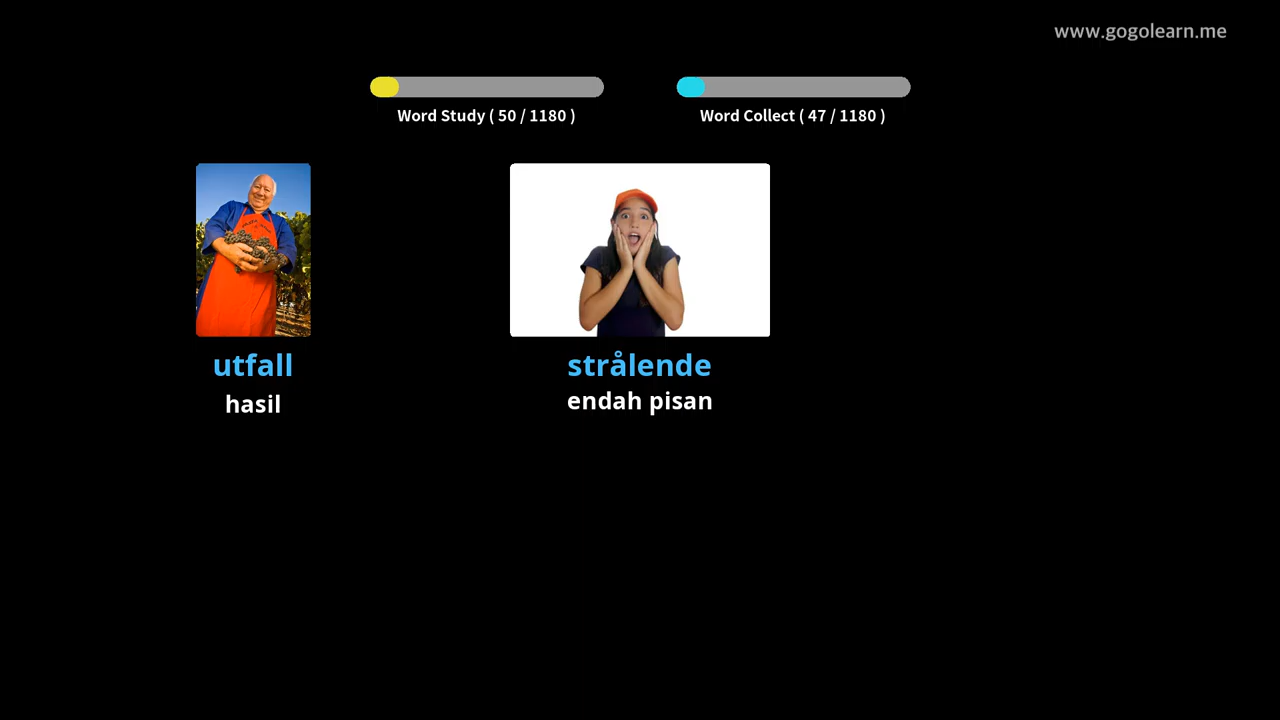 www.gogolearn.me
Word Study ( 50 / 1180 )
Word Collect ( 47 / 1180 )
utfall
hasil
strålende
endah pisan